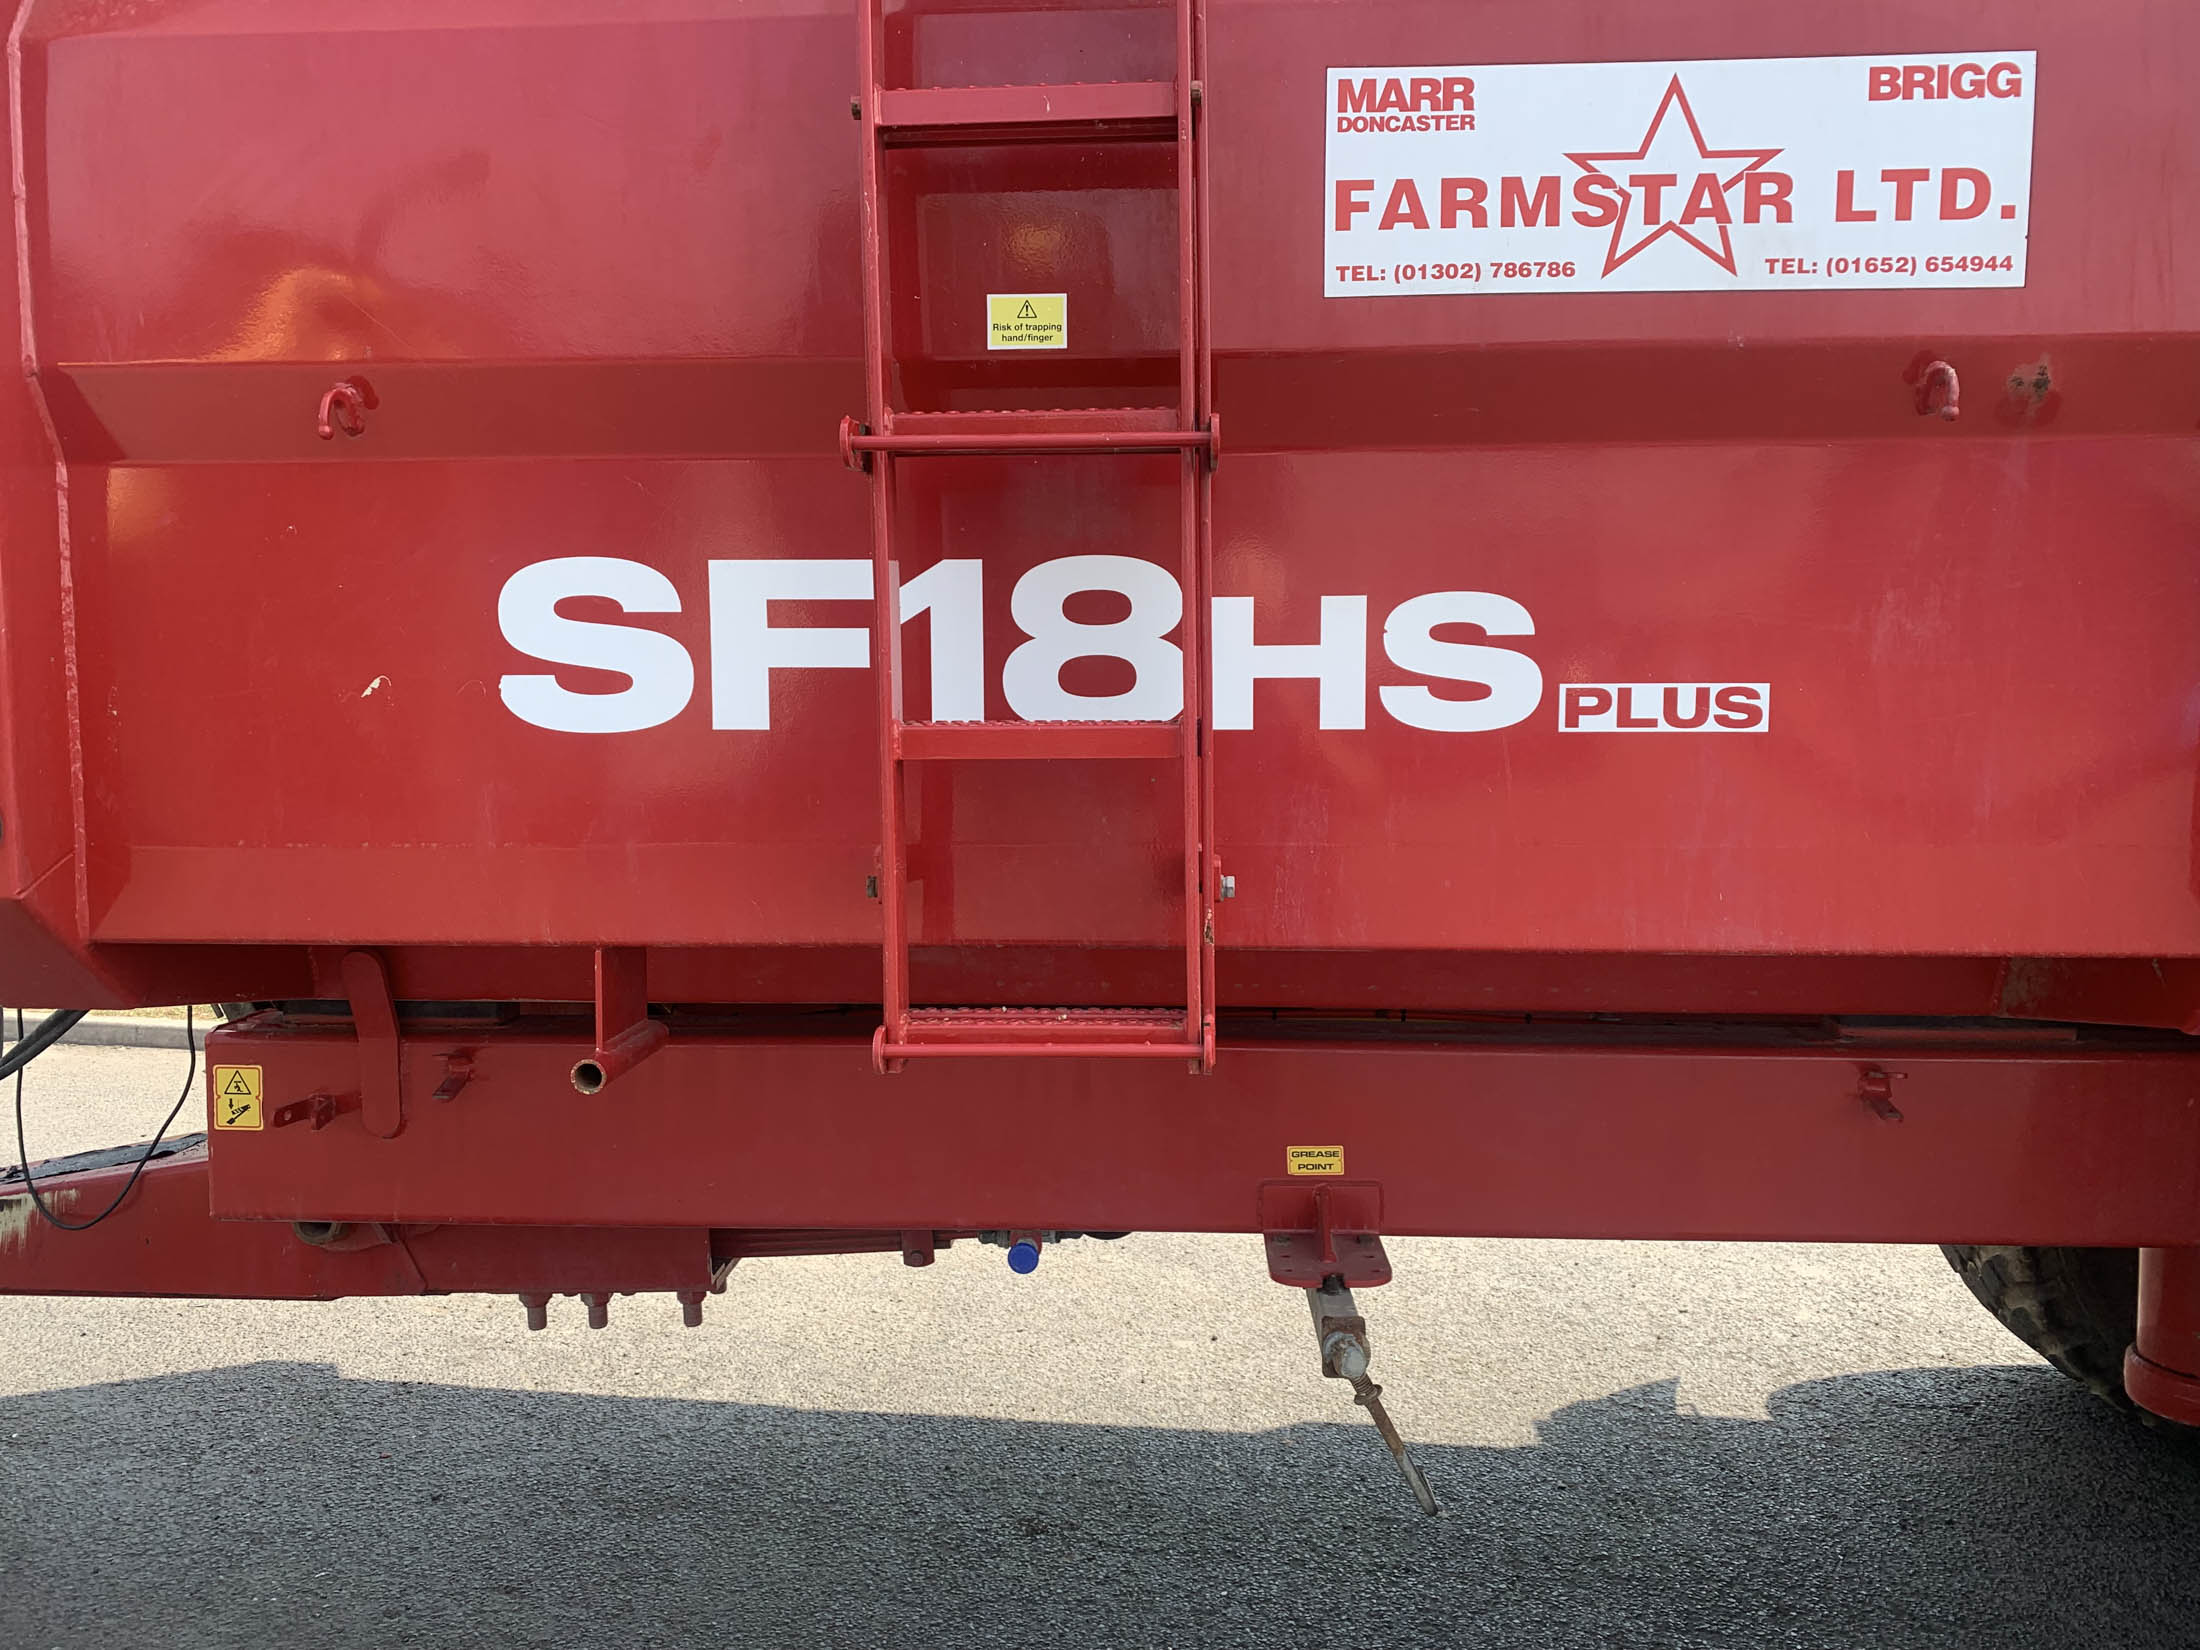 MARR
DONCASTER
BRIGG
FARMSTAR LTD.
TEL: (01302) 786786
TEL: (01652) 654944
Risk of trapping
hand/finger
SF18HS PLUS
GREASE
POINT